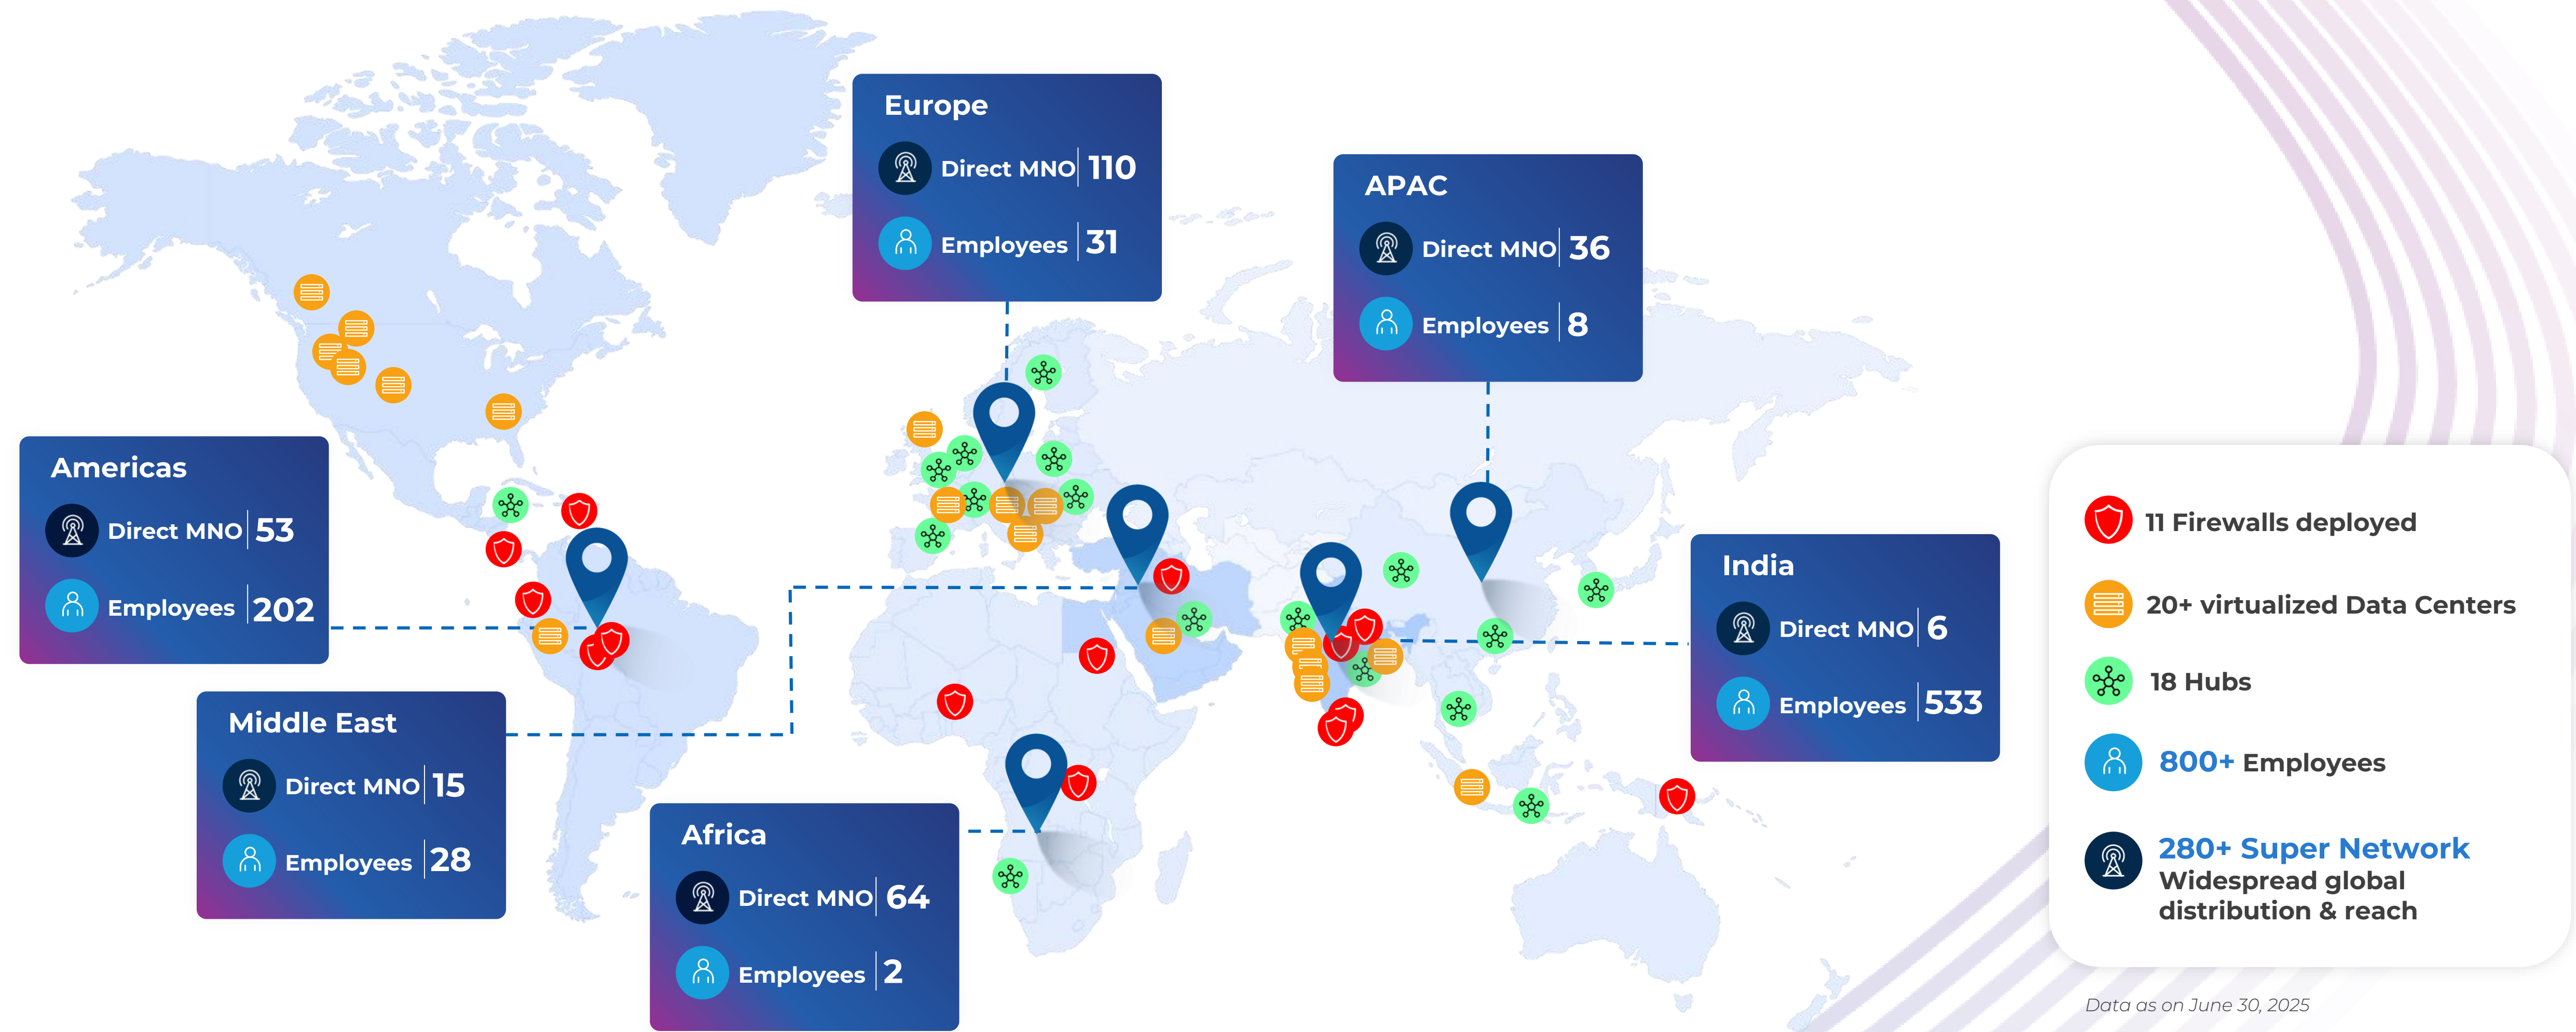 Europe
Direct MNO 110
Employees 31
APAC
Direct MNO 36
Employees 8
Americas
Direct MNO 53
Employees 202
India
Direct MNO 6
Employees 533
Middle East
Direct MNO 15
Employees 28
Africa
Direct MNO 64
Employees 2
11 Firewalls deployed
20+ virtualized Data Centers
18 Hubs
800+ Employees
280+ Super Network
Widespread global
distribution & reach
Data as on June 30, 2025